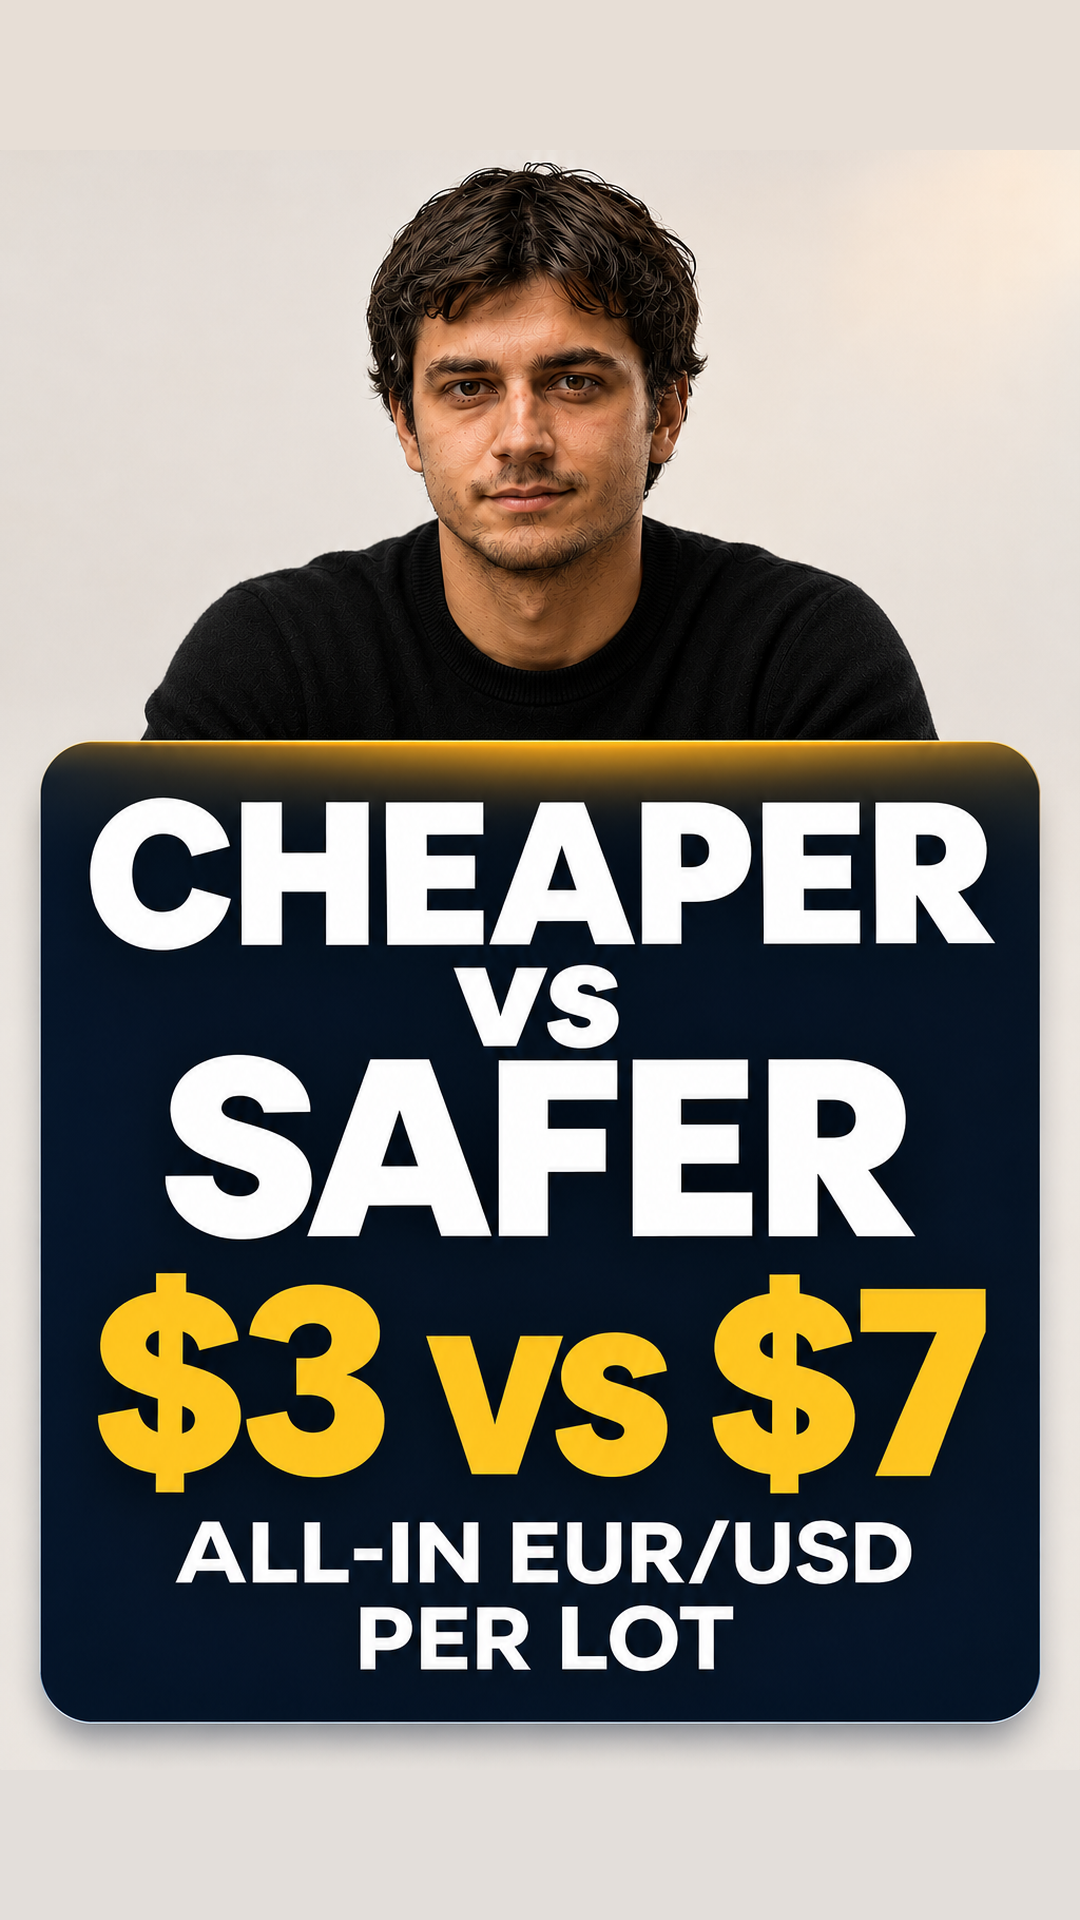 CHEAPER
VS
SAFER
$3 VS $7
ALL-IN EUR/USD
PER LOT